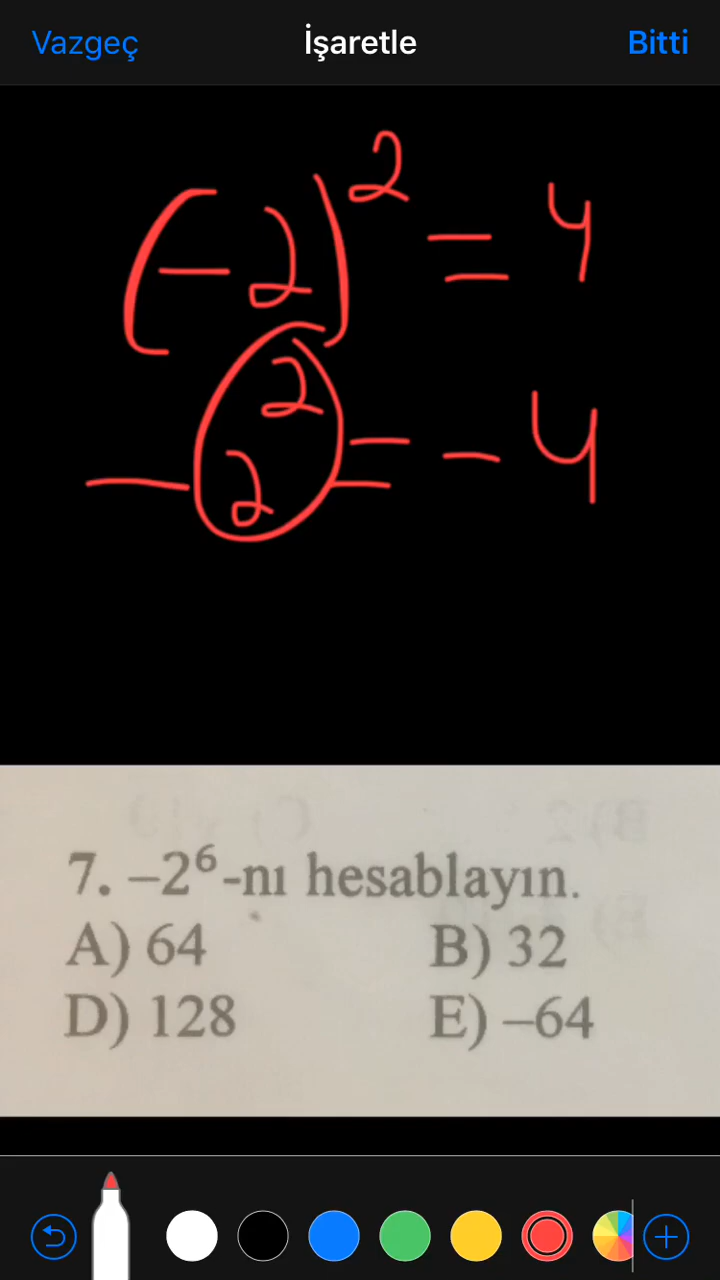 Vazgeç İşaretle Bitti
(-2)² = 4
-2² = -4
7. –2⁶-nı hesablayın.
A) 64 B) 32
D) 128 E) –64